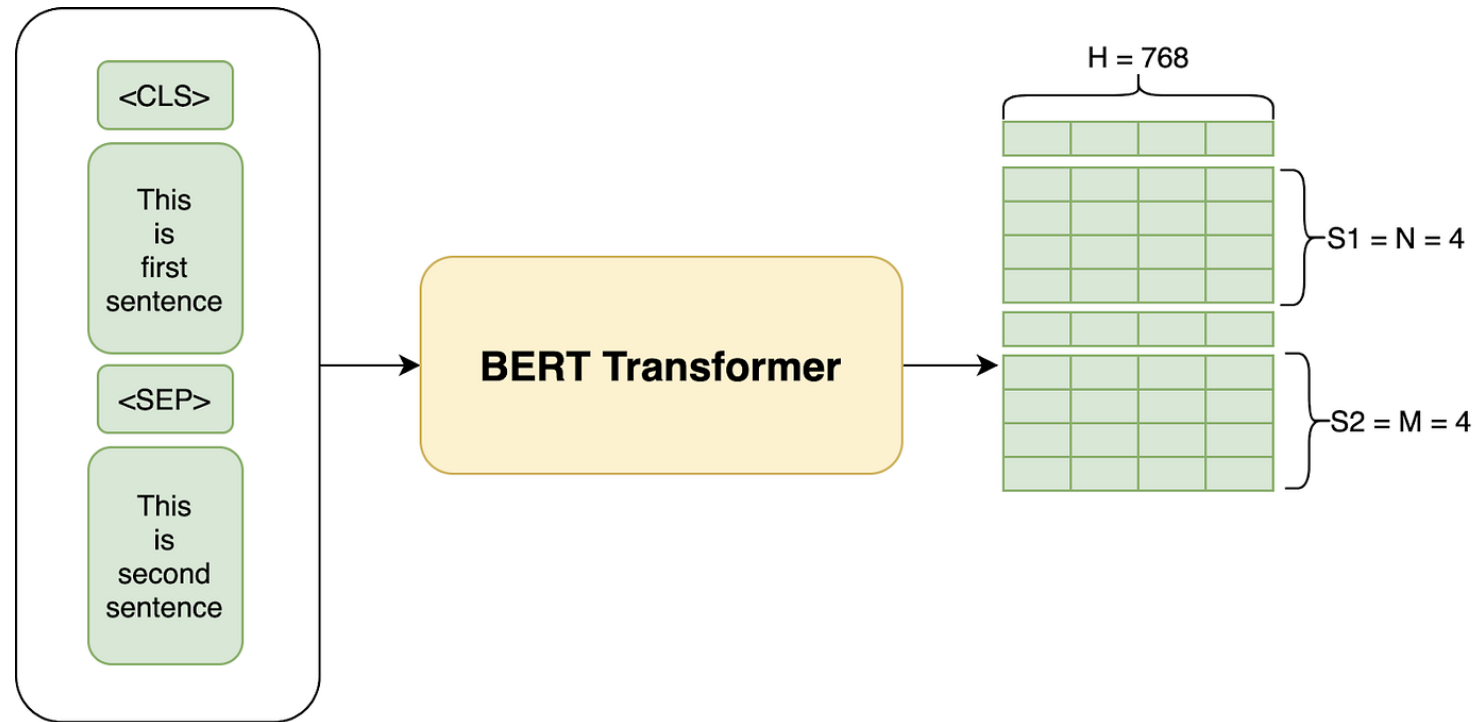 <CLS>
This
is
first
sentence
<SEP>
This
is
second
sentence
BERT Transformer
H = 768
S1 = N = 4
S2 = M = 4